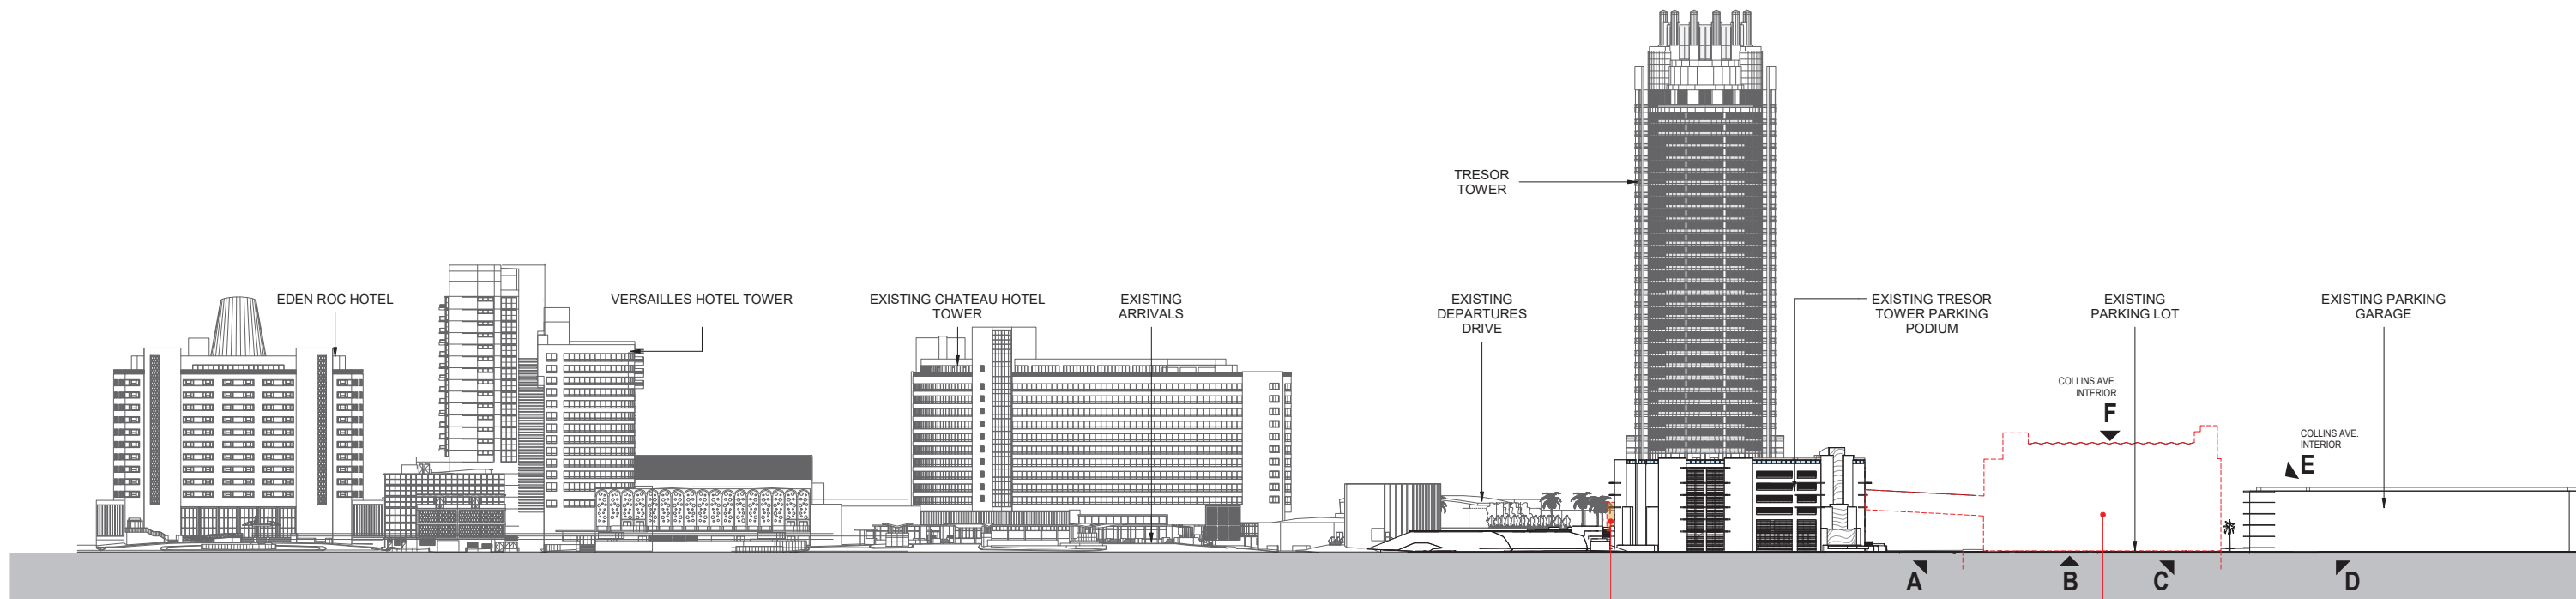 TRESOR
TOWER
EDEN ROC HOTEL
VERSAILLES HOTEL TOWER
EXISTING CHATEAU HOTEL
TOWER
EXISTING
ARRIVALS
EXISTING
DEPARTURES
DRIVE
EXISTING TRESOR
TOWER PARKING
PODIUM
EXISTING
PARKING LOT
EXISTING PARKING
GARAGE
COLLINS AVE.
INTERIOR
F
COLLINS AVE.
INTERIOR
E
A
B
C
D